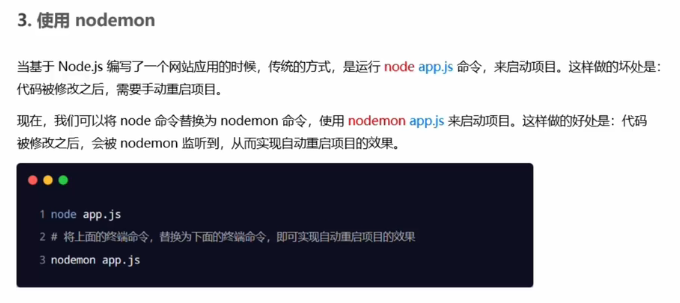 3. 使用 nodemon
当基于 Node.js 编写了一个网站应用的时候，传统的方式，是运行 node app.js 命令，来启动项目。这样做的坏处是：
代码被修改之后，需要手动重启项目。
现在，我们可以将 node 命令替换为 nodemon 命令，使用 nodemon app.js 来启动项目。这样做的好处是：代码
被修改之后，会被 nodemon 监听到，从而实现自动重启项目的效果。
1 node app.js
2 # 将上面的终端命令，替换为下面的终端命令，即可实现自动重启项目的效果
3 nodemon app.js